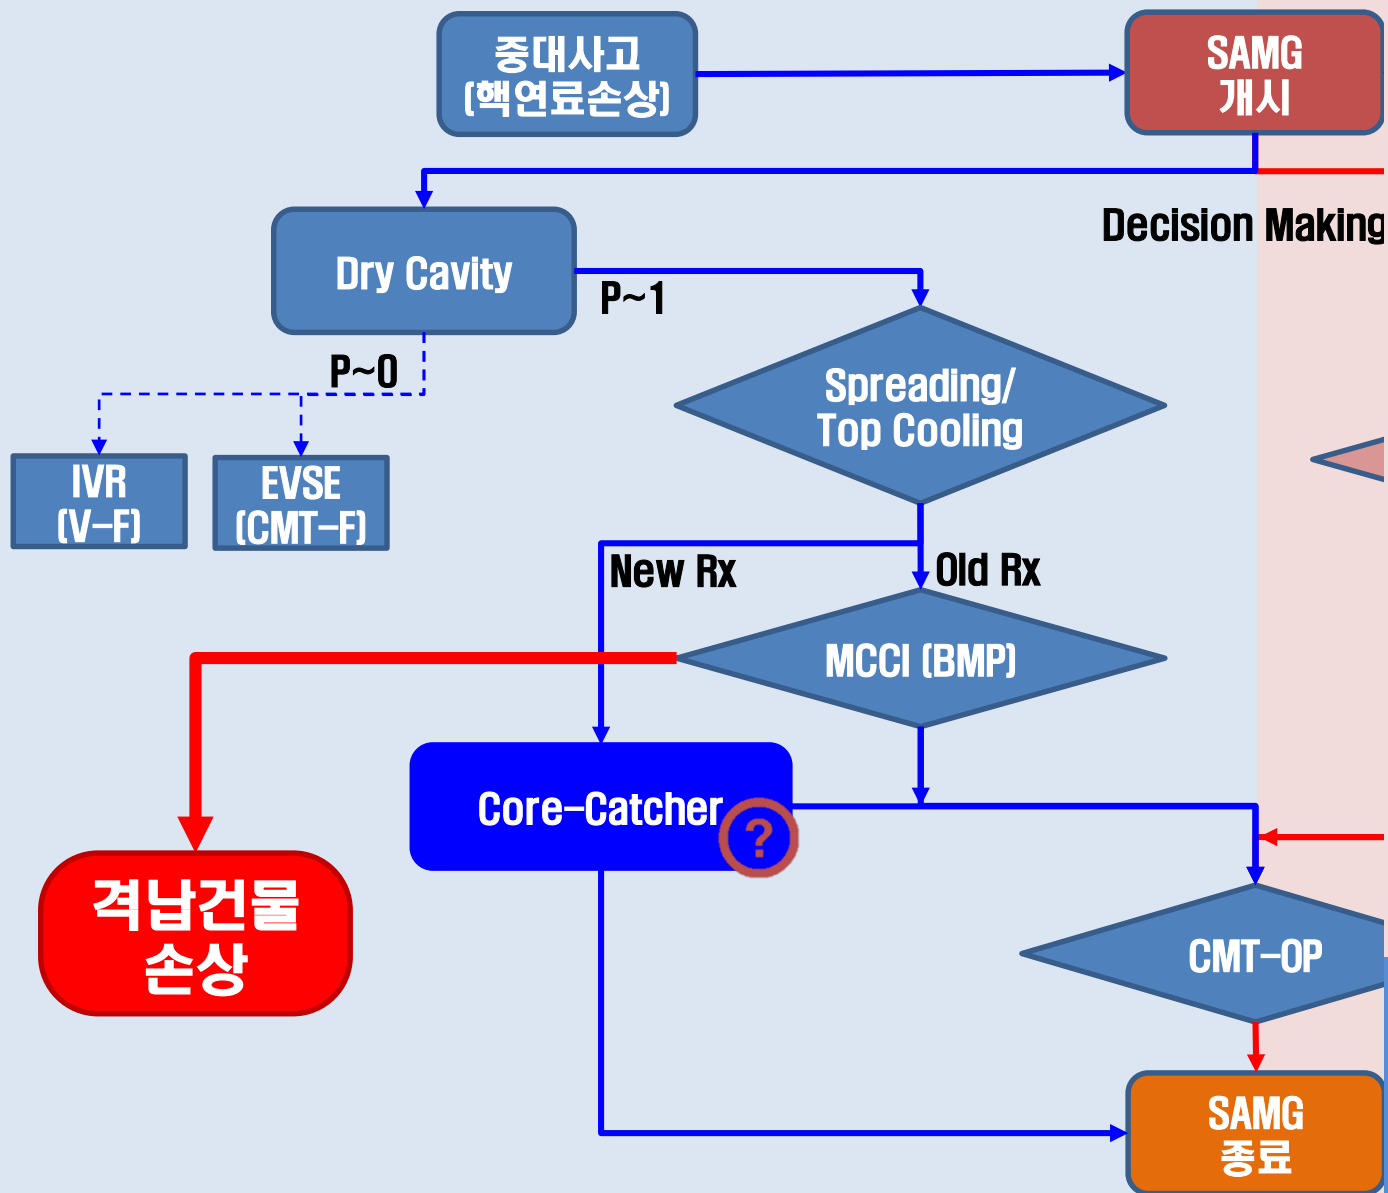 중대사고
(핵연료손상)
SAMG
개시
Decision Making
Dry Cavity
P~1
P~0
Spreading/
Top Cooling
IVR
(V-F)
EVSE
(CMT-F)
New Rx
Old Rx
MCCI (BMP)
Core-Catcher
?
격납건물
손상
CMT-OP
SAMG
종료